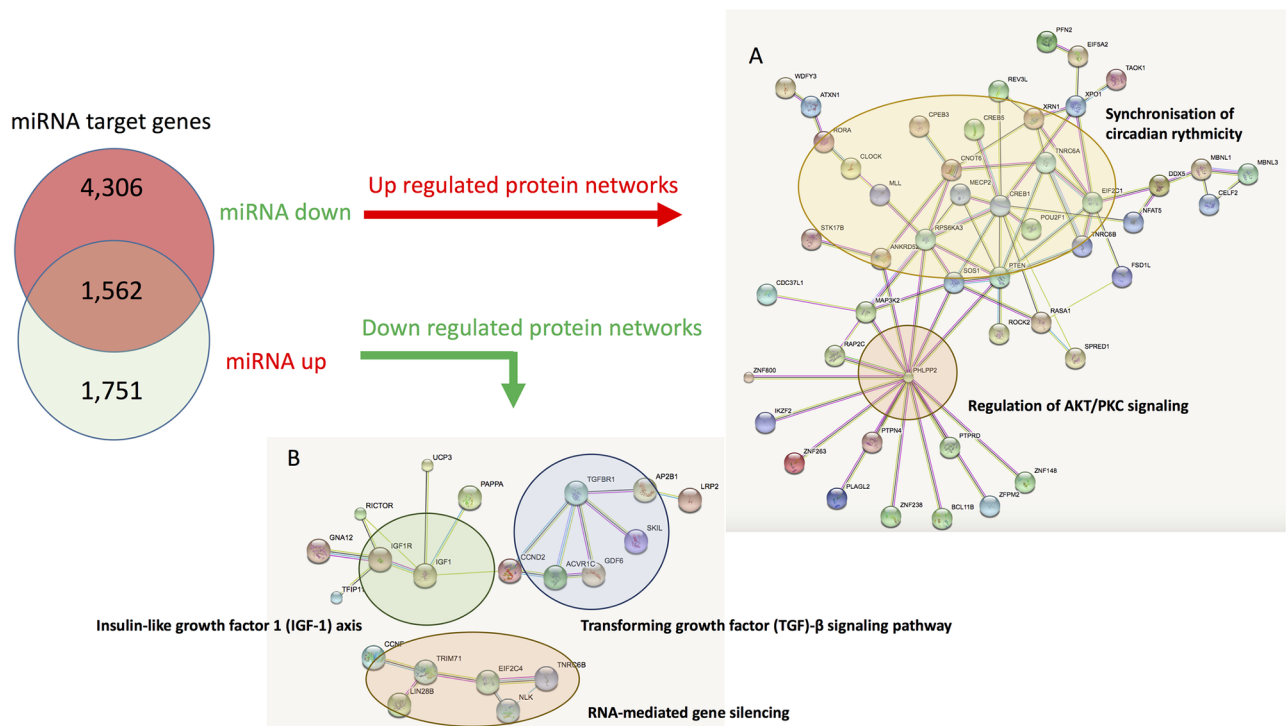 miRNA target genes
4,306
1,562
1,751
miRNA down
miRNA up
Up regulated protein networks
Down regulated protein networks
A
PFN2
EIF5A2
TAOK1
WDFY3
ATXN1
REV3L
XPO1
XRN1
Synchronisation of
circadian rythmicity
RORA
CPEB3
CREB5
CLOCK
CNOT6
TNRC6A
MBNL1
MBNL3
DDX5
MLL
MECP2
CREB1
EIF2C1
CELF2
NFAT5
POU2F1
STK17B
RPS6KA3
TNRC6B
ANKRD52
SOS1
PTEN
FSD1L
CDC37L1
MAP3K2
ROCK2
RASA1
RAP2C
SPRED1
ZNF800
PHLPP2
Regulation of AKT/PKC signaling
IKZF2
PTPN4
PTPRD
ZNF263
ZNF148
PLAGL2
ZFPM2
ZNF238
BCL11B
B
UCP3
TGFBR1
AP2B1
LRP2
PAPPA
RICTOR
SKIL
GNA12
IGF1R
IGF1
CCND2
ACVR1C
GDF6
TFIP11
Insulin-like growth factor 1 (IGF-1) axis
Transforming growth factor (TGF)-β signaling pathway
CCNF
TRIM71
EIF2C4
TNRC6B
LIN28B
NLK
RNA-mediated gene silencing